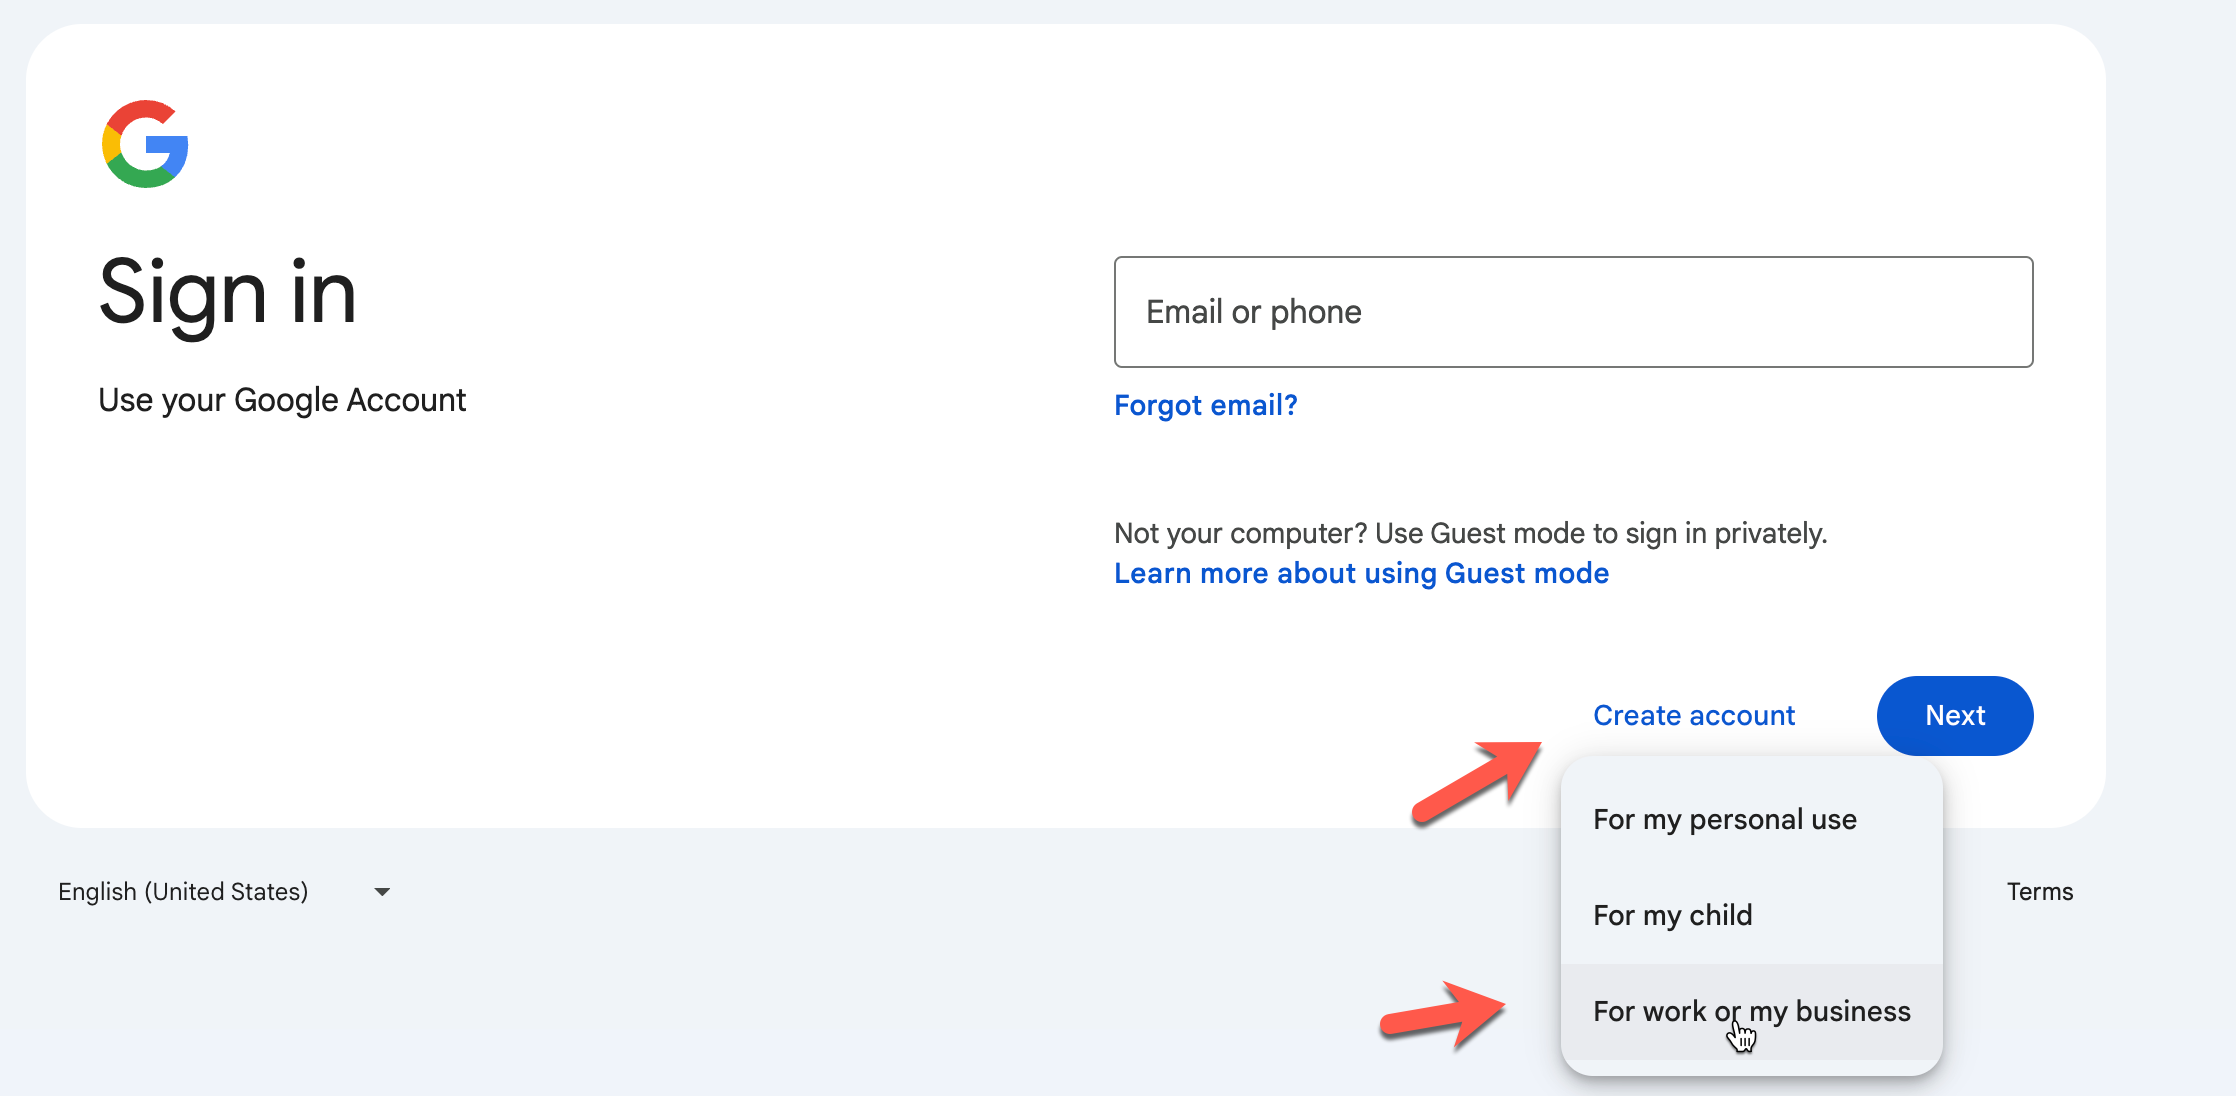 Sign in
Use your Google Account
Email or phone
Forgot email?
Not your computer? Use Guest mode to sign in privately.
Learn more about using Guest mode
Create account
Next
For my personal use
For my child
For work or my business
English (United States)
Terms